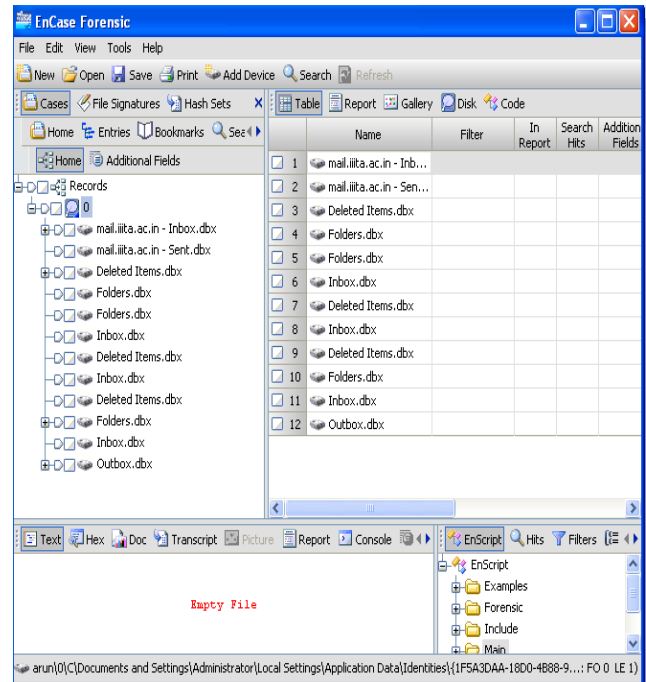 EnCase Forensic
File Edit View Tools Help
New Open Save Print Add Device Search Refresh
Cases File Signatures Hash Sets X
Home Entries Bookmarks Sea
Home Additional Fields
Records
0
mail.iiita.ac.in - Inbox.dbx
mail.iiita.ac.in - Sent.dbx
Deleted Items.dbx
Folders.dbx
Folders.dbx
Inbox.dbx
Deleted Items.dbx
Inbox.dbx
Deleted Items.dbx
Folders.dbx
Inbox.dbx
Outbox.dbx
Table Report Gallery Disk Code
Name Filter In Report Search Hits Addition Fields
1 mail.iiita.ac.in - Inb...
2 mail.iiita.ac.in - Sen...
3 Deleted Items.dbx
4 Folders.dbx
5 Folders.dbx
6 Inbox.dbx
7 Deleted Items.dbx
8 Inbox.dbx
9 Deleted Items.dbx
10 Folders.dbx
11 Inbox.dbx
12 Outbox.dbx
Text Hex Doc Transcript Picture Report Console
Empty File
EnScript Hits Filters
EnScript
Examples
Forensic
Include
Main
arun\0\C\Documents and Settings\Administrator\Local Settings\Application Data\Identities\{1F5A3DAA-18D0-4B88-9...: FO 0 LE 1)